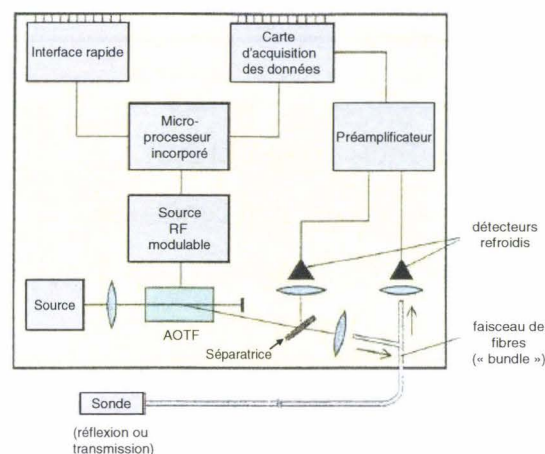 Interface rapide
Carte
d'acquisition
des données
Micro-
processeur
incorporé
Préamplificateur
Source
RF
modulable
détecteurs
refroidis
Source
AOTF
Séparatrice
faisceau de
fibres
(« bundle »)
Sonde
(réflexion ou
transmission)